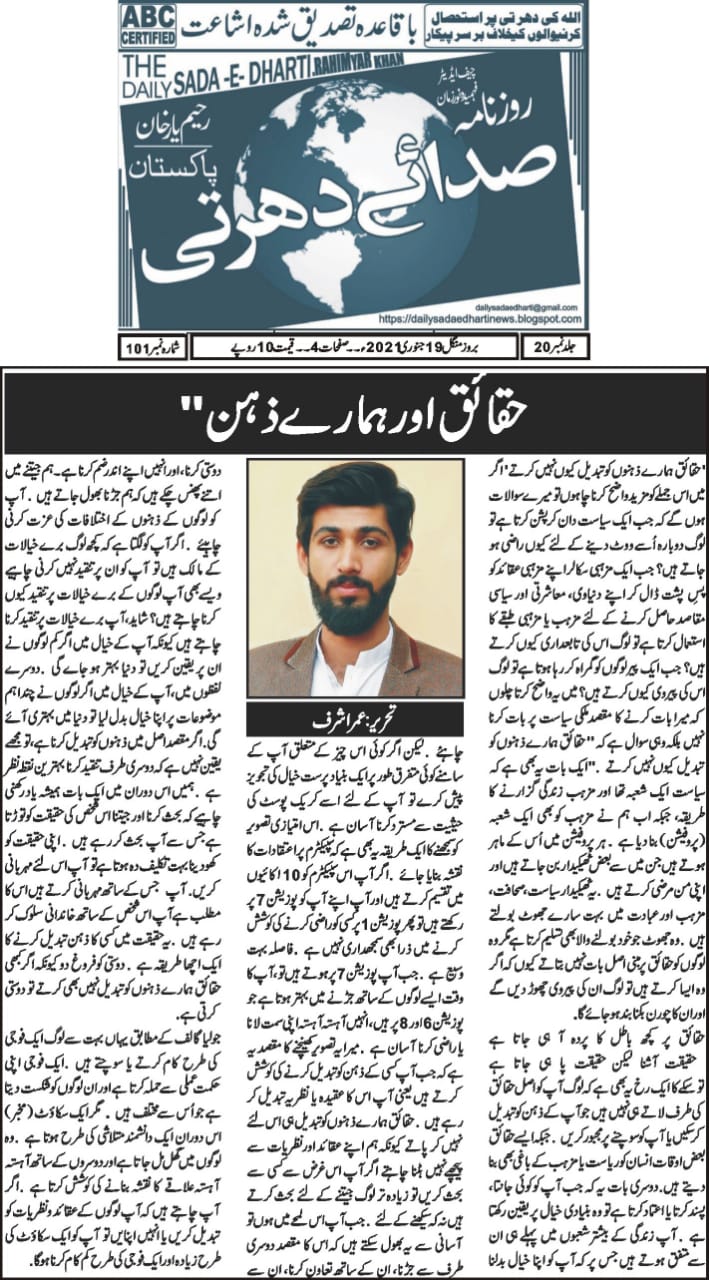 ABC
CERTIFIED
باقاعدہ تصدیق شدہ اشاعت
اللہ کی دھرتی پر استحصال
کرنیوالوں کیخلاف برسرپیکار
THE
DAILY SADA -E- DHARTI. RAHIMYAR KHAN
چیف ایڈیٹر
روزنامہ
صدائے دھرتی
رحیم یار خان
پاکستان
dailysadaedharti@gmail.com
https://dailysadaedhartinews.blogspot.com
جلد نمبر 20
بروز منگل 19 جنوری 2021ء۔۔صفحات 4۔۔قیمت 10 روپے
شمارہ نمبر 101
حقائق اور ہمارے ذہن"
"حقائق ہمارے ذہنوں کو تبدیل کیوں نہیں کرتے" اگر
میں اس جملے کو مزید واضح کرنا چاہوں تو میرے سوالات
ہوں گے کہ جب ایک سیاست دان کرپشن کرتا ہے تو
لوگ دوبارہ اُسے ووٹ دینے کے لئے کیوں راضی ہو
جاتے ہیں؟ جب ایک مزہبی سکالر اپنے مزہبی عقائد کو
پسِ پشت ڈال کر اپنے دنیاوی، معاشرتی اور سیاسی
مقاصد حاصل کرنے کے لئے مزہب یا مزہبی طبقے کا
استعمال کرتا ہے تو لوگ اس کی تابعداری کیوں کرتے
ہیں؟ جب ایک پیر لوگوں کو گمراہ کر رہا ہوتا ہے تو لوگ
اس کی پیروی کیوں کرتے ہیں؟ میں یہ واضح کرتا چلوں
کہ میرا بات کرنے کا مقصد ملکی سیاست پر بات کرنا
نہیں بلکہ وہی سوال ہے کہ "حقائق ہمارے ذہنوں کو
تبدیل کیوں نہیں کرتے۔" ایک بات یہ بھی ہے کہ
سیاست ایک شعبہ تھا اور مزہب زندگی گزارنے کا
طریقہ، جبکہ اب ہم نے مزہب کو بھی ایک شعبہ
(پروفیشن) بنا دیا ہے۔ ہر پروفیشن میں اُس کے ماہر
ہوتے ہیں جن میں سے بعض ٹھیکیدار بن جاتے ہیں اور
اپنی من مرضی کرتے ہیں۔ یہ ٹھیکیدار سیاست، صحافت،
مزہب اور عبادت میں بہت سارے جھوٹ بولتے
ہیں۔ وہ جھوٹ جو خود بولنے والا بھی تسلیم کرتا ہے مگر وہ
لوگوں کو حقائق پر مبنی اصل بات نہیں بتاتے کیوں کہ اگر
وہ ایسا کرتے ہیں تو لوگ ان کی پیروی چھوڑ دیں گے
اور ان کا چورن بکنا بند ہو جائے گا۔
حقائق پر کچھ باطل کا پردہ آ ہی جاتا ہے
حقیقت آشنا لیکن حقیقت پا ہی جاتا ہے
تو سکے کا ایک رخ یہ بھی ہے کہ لوگ آپ کو اصل حقائق
کی طرف لاتے ہی نہیں ہیں جو آپ کے ذہن کو تبدیل
کر سکیں یا آپ کو سوچنے پر مجبور کریں۔ جبکہ ایسے حقائق
بعض اوقات انسان کو ریاست یا مزہب کے باغی بھی بنا
دیتے ہیں۔ دوسری بات یہ کہ جب آپ کو کوئی جانتا،
پسند کرتا یا اعتماد کرتا ہے تو وہ بنیادی خیال پر یقین رکھتا
ہے۔ آپ زندگی کے بیشتر شعبوں میں پہلے ہی ان
سے متفق ہوتے ہیں جس پر کہ آپ کو اپنا خیال بدلنا
تحریر: عمر اشرف
چاہئے۔ لیکن اگر کوئی اس چیز کے متعلق آپ کے
سامنے کوئی متفرق طور پر ایک بنیاد پرست خیال کی تجویز
پیش کرے تو آپ کے لئے اسے کریک پوسٹ کی
حیثیت سے مسترد کرنا آسان ہے۔ اس امتیازی تصویر
کو سمجھنے کا ایک طریقہ یہ بھی ہے کہ سپیکٹرم پر اعتقادات کا
نقشہ بنایا جائے۔ اگر آپ اس سپیکٹرم کو 10 اکائیوں
میں تقسیم کرتے ہیں اور آپ اپنے آپ کو پوزیشن 7 پر
رکھتے ہیں تو پھر پوزیشن 1 پر کسی کو راضی کرنے کی کوشش
کرنے میں ذرا بھی سمجھداری نہیں ہے۔ فاصلہ بہت
وسیع ہے۔ جب آپ پوزیشن 7 پر ہوتے ہیں تو، آپ کا
وقت ایسے لوگوں کے ساتھ جڑنے میں بہتر ہوتا ہے جو
پوزیشن 6 اور 8 پر ہیں، انہیں آہستہ آہستہ اپنی سمت لانا
یا راضی کرنا آسان ہے۔ میرا یہ تصویر کھینچنے کا مقصد یہ
ہے کہ جب آپ کسی کے ذہن کو تبدیل کرنے کی کوشش
کرتے ہیں یعنی آپ اس کا عقیدہ یا نظریہ تبدیل کر
رہے ہیں۔ حقائق ہمارے ذہنوں کو تبدیل ہی اس لئے
نہیں کر پاتے کیونکہ ہم اپنے عقائد اور نظریات سے
پیچھے نہیں ہٹنا چاہتے اگر آپ اس غرض سے کسی سے
بحث کریں تو زیادہ تر لوگ جیتنے کے لئے بحث کرتے
ہیں نہ کہ سیکھنے کے لئے۔ جب آپ اس لمحے میں ہوں تو
آسانی سے یہ بھول سکتے ہیں کہ اس کا مقصد دوسری
طرف سے جڑنا، ان کے ساتھ تعاون کرنا، ان سے
دوستی کرنا، اور انہیں اپنے اندر ضم کرنا ہے۔ ہم جیتنے میں
اتنے پھنس چکے ہیں کہ ہم جڑنا بھول جاتے ہیں۔ آپ
کو لوگوں کے ذہنوں کے اختلافات کی عزت کرنی
چاہیئے۔ اگر آپ کو لگتا ہے کہ کچھ لوگ برے خیالات
کے مالک ہیں تو آپ کو ان پر تنقید نہیں کرنی چاہیے
ویسے بھی آپ لوگوں کے برے خیالات پر تنقید کیوں
کرنا چاہتے ہیں؟ شاید، آپ برے خیالات پر تنقید کرنا
چاہتے ہیں کیونکہ آپ کے خیال میں اگر کم لوگوں نے
ان پر یقین کریں تو دنیا بہتر ہو جائے گی۔ دوسرے
لفظوں میں، آپ کے خیال میں اگر لوگوں نے چند اہم
موضوعات پر اپنا خیال بدل لیا تو دنیا میں بہتری آئے
گی۔ اگر مقصد اصل میں ذہنوں کو تبدیل کرنا ہے، تو مجھے
یقین نہیں ہے کہ دوسری طرف تنقید کرنا بہترین نقطہ نظر
ہے۔ ہمیں اس دوران میں ایک بات ہمیشہ یاد رکھنی
چاہیے کہ بحث کرنا اور جیتنا اس شخص کی حقیقت کو توڑنا
ہے جس سے آپ بحث کر رہے ہیں۔ اپنی حقیقت کو
کھو دینا بہت تکلیف دہ ہوتا ہے تو آپ اس لئے مہربانی
کریں۔ آپ جس کے ساتھ مہربانی کرتے ہیں اس کا
مطلب ہے آپ اس شخص کے ساتھ خاندانی سلوک کر
رہے ہیں۔ یہ حقیقت میں کسی کا ذہن تبدیل کرنے کا
ایک اچھا طریقہ ہے۔ دوستی کو فروغ دو کیونکہ اگر کبھی
حقائق ہمارے ذہنوں کو تبدیل نہیں بھی کرتے تو دوستی
کرتی ہے۔
جولیا گالف کے مطابق یہاں بہت سے لوگ ایک فوجی
کی طرح کام کرتے یا سوچتے ہیں۔ ایک فوجی اپنی
حکمت عملی سے حملہ کرتا ہے اور ان لوگوں کو شکست دینا
ہے جو اُس سے مختلف ہیں۔ مگر ایک سکاؤٹ (مخبر)
اس دوران ایک دانشمند متلاشی کی طرح ہوتا ہے۔ وہ
لوگوں میں گھل مل جاتا ہے اور دوسروں کے ساتھ آہستہ
آہستہ علاقے کا نقشہ بنانے کی کوشش کرتا ہے۔ اگر
آپ چاہتے ہیں کہ آپ لوگوں کے عقائد و نظریات کو
تبدیل کریں یا انہیں اپنایں تو آپ کو ایک سکاؤٹ کی
طرح زیادہ اور ایک فوجی کی طرح کم کام کرنا ہو گا۔